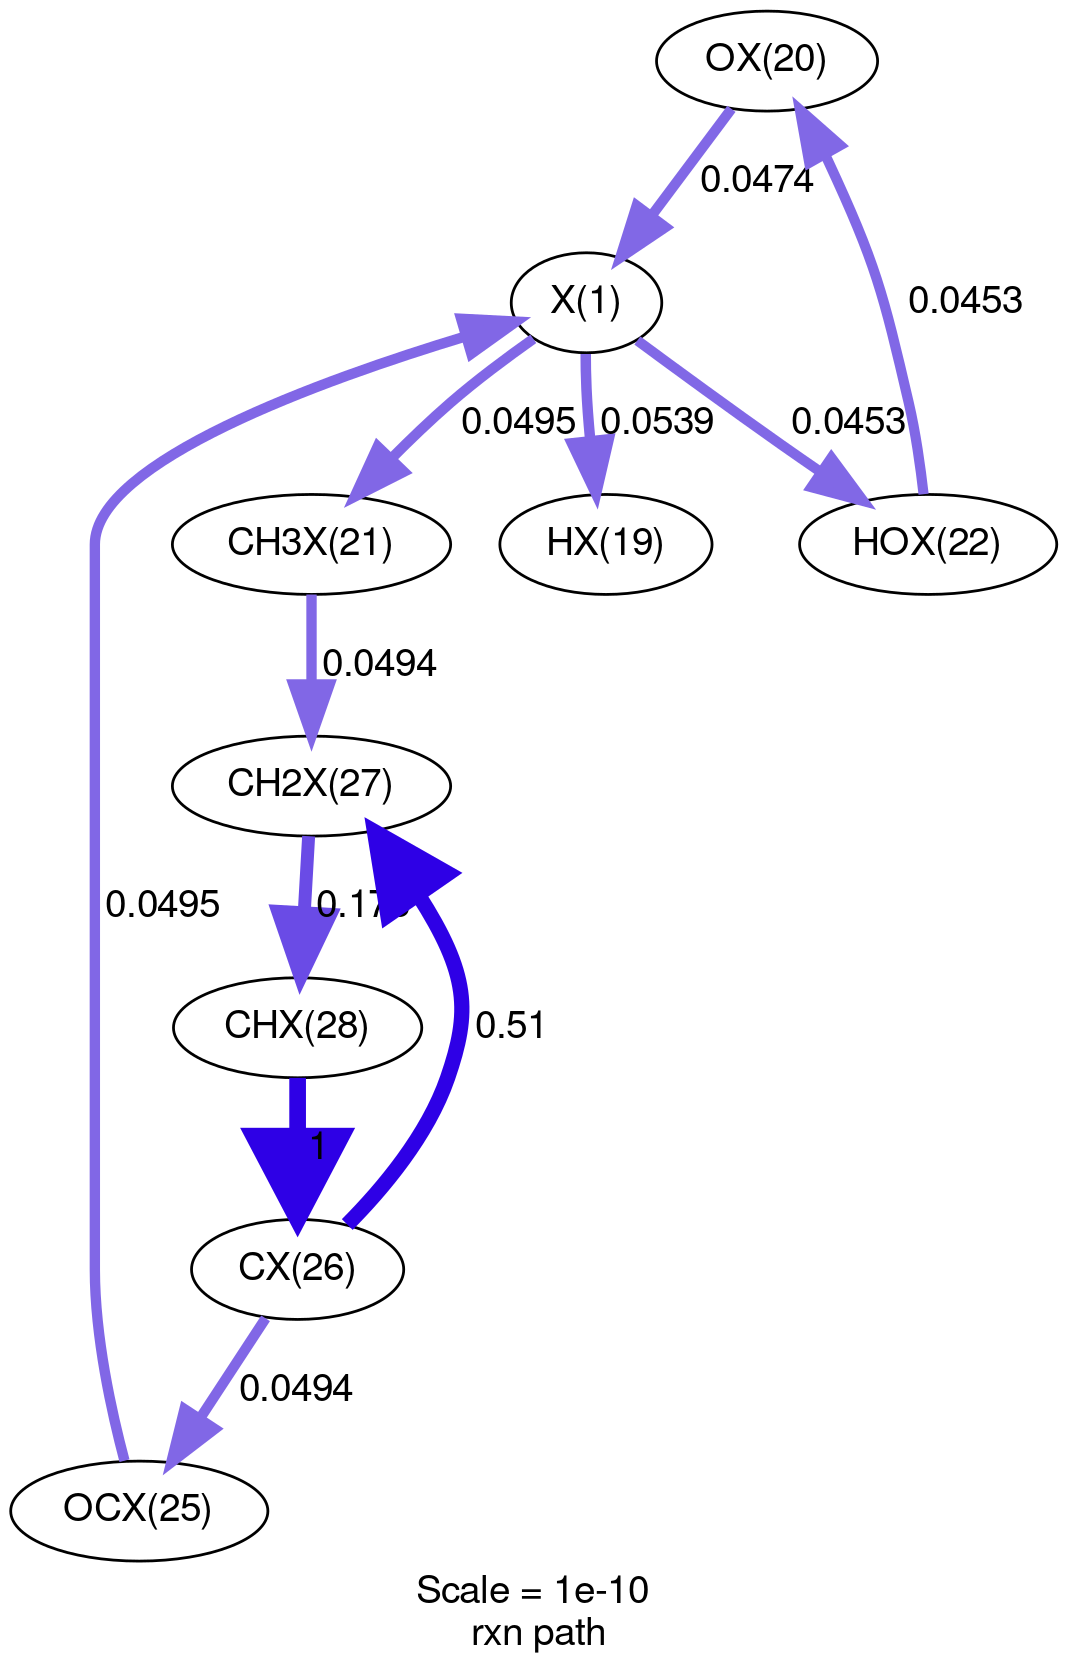 OX(20)
0.0474
X(1)
0.0453
0.0495
0.0539
0.0453
CH3X(21)
HX(19)
HOX(22)
0.0494
CH2X(27)
0.0495
0.51
CHX(28)
1
CX(26)
0.0494
OCX(25)
Scale = 1e-10
rxn path